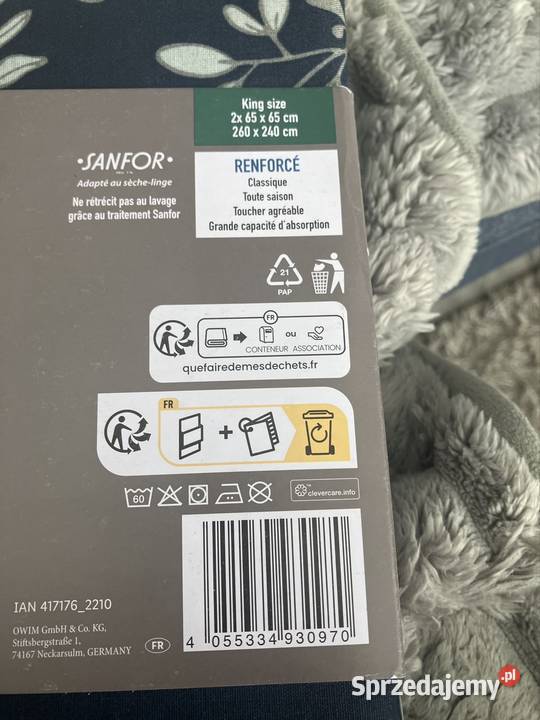 King size
2x 65 x 65 cm
260 x 240 cm
·SANFOR·
Adapté au sèche-linge
Ne rétrécit pas au lavage
grâce au traitement Sanfor
RENFORCÉ
Classique
Toute saison
Toucher agréable
Grande capacité d'absorption
21
PAP
FR
ou
CONTENEUR ASSOCIATION
quefairedemesdechets.fr
FR
+
60
clevercare.info
IAN 417176_2210
OWIM GmbH & Co. KG,
Stiftsbergstraße 1,
74167 Neckarsulm, GERMANY
FR
4 055334 930970
Sprzedajemy.pl